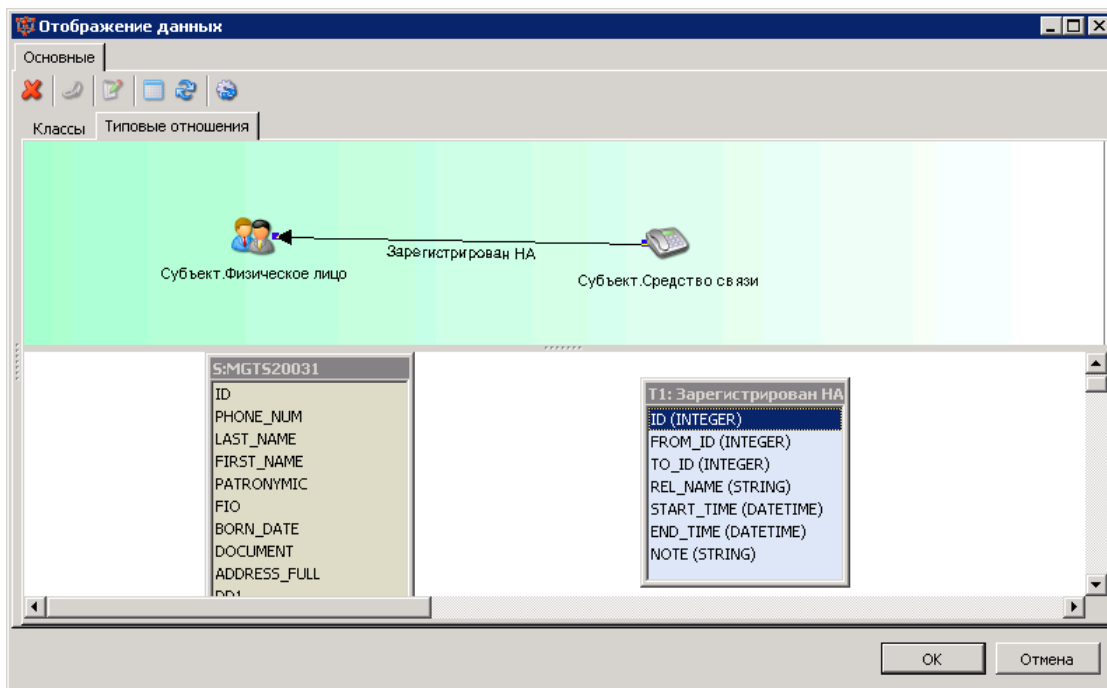 Отображение данных
Основные
Классы
Типовые отношения
Зарегистрирован НА
Субъект.Физическое лицо
Субъект.Средство связи
S:MGTS20031
ID
PHONE_NUM
LAST_NAME
FIRST_NAME
PATRONYMIC
FIO
BORN_DATE
DOCUMENT
ADDRESS_FULL
T1: Зарегистрирован НА
ID (INTEGER)
FROM_ID (INTEGER)
TO_ID (INTEGER)
REL_NAME (STRING)
START_TIME (DATETIME)
END_TIME (DATETIME)
NOTE (STRING)
OK
Отмена